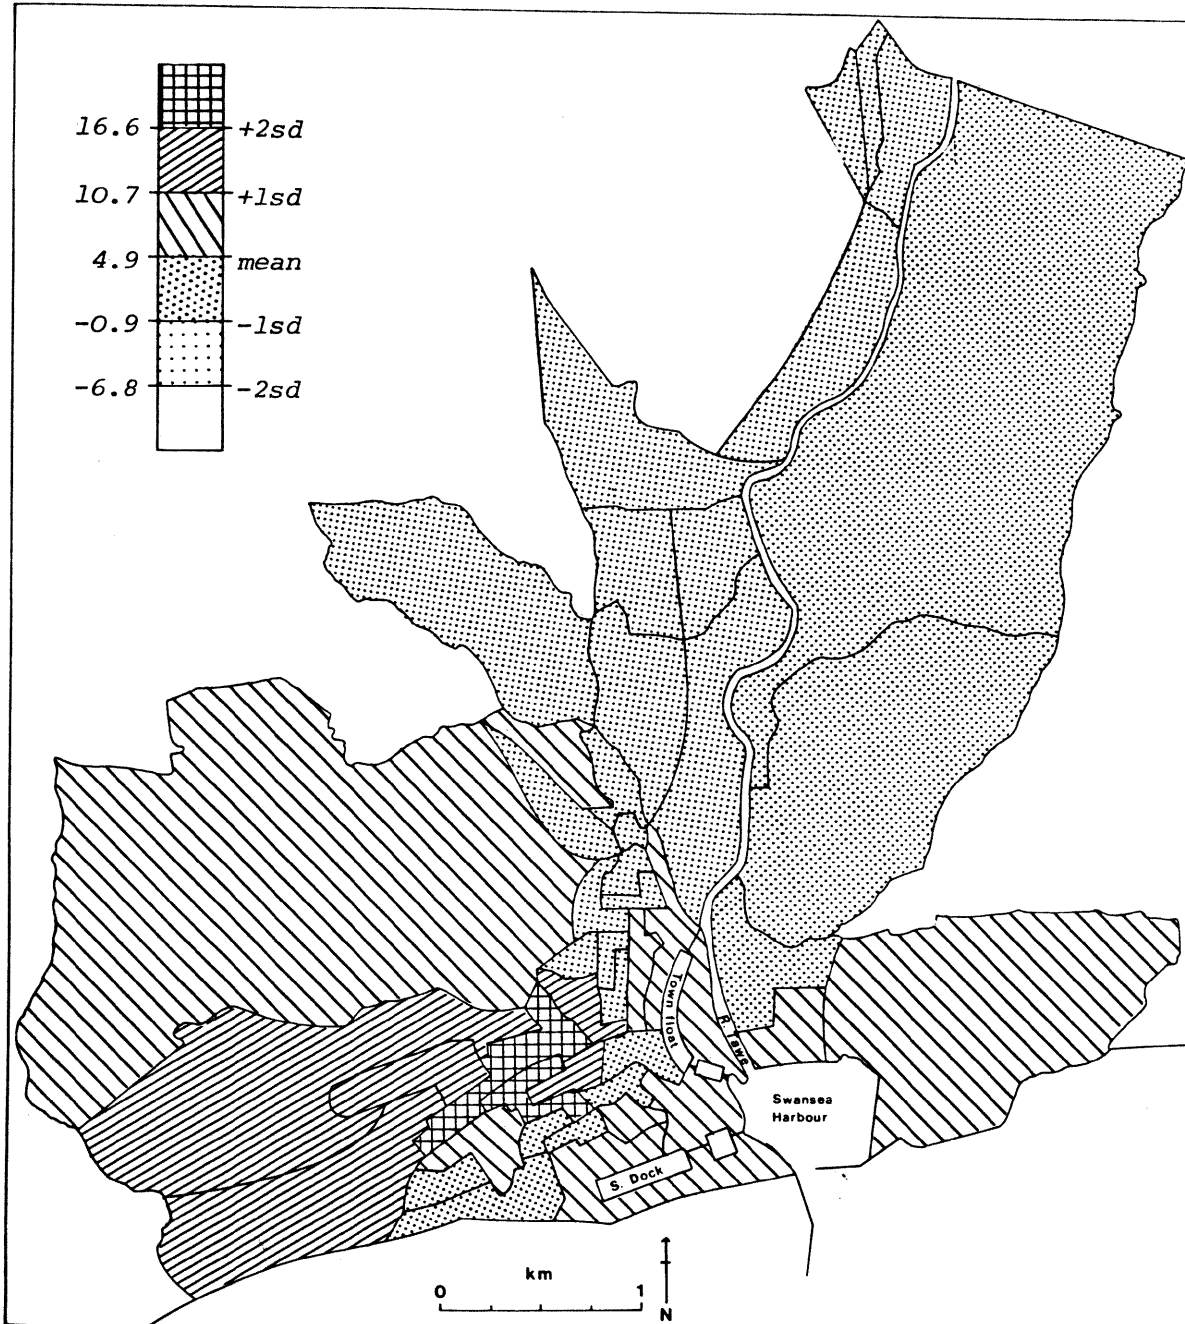 16.6 +2sd
10.7 +1sd
4.9 mean
-0.9 -1sd
-6.8 -2sd
Town Float
R. Tawe
Swansea
Harbour
S. Dock
km
0 1
N